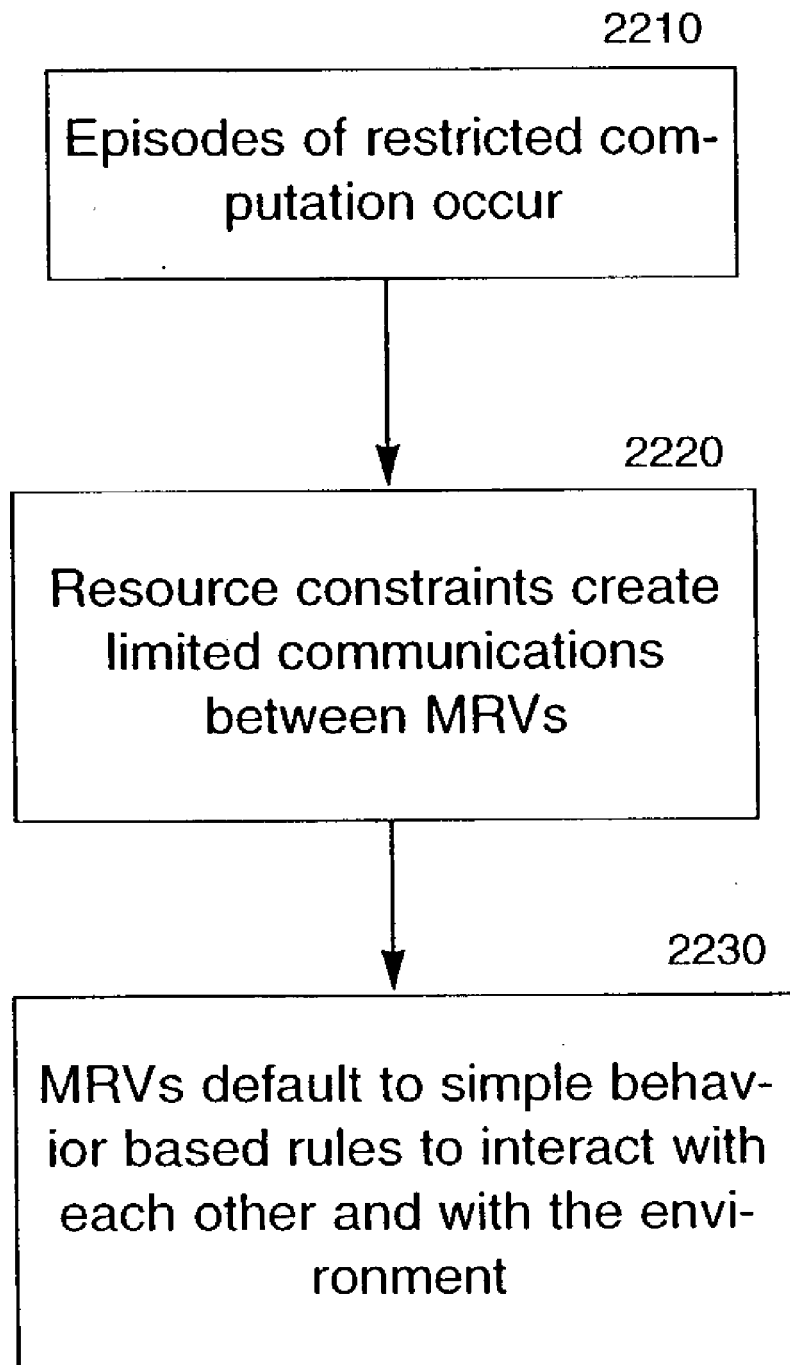 2210
Episodes of restricted com-
putation occur
2220
Resource constraints create
limited communications
between MRVs
2230
MRVs default to simple behav-
ior based rules to interact with
each other and with the envi-
ronment